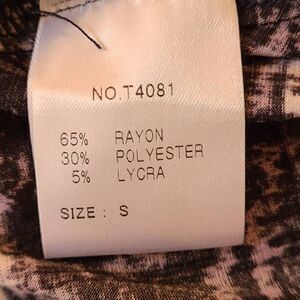 NO.T4081
65% RAYON
30% POLYESTER
5% LYCRA
SIZE : S